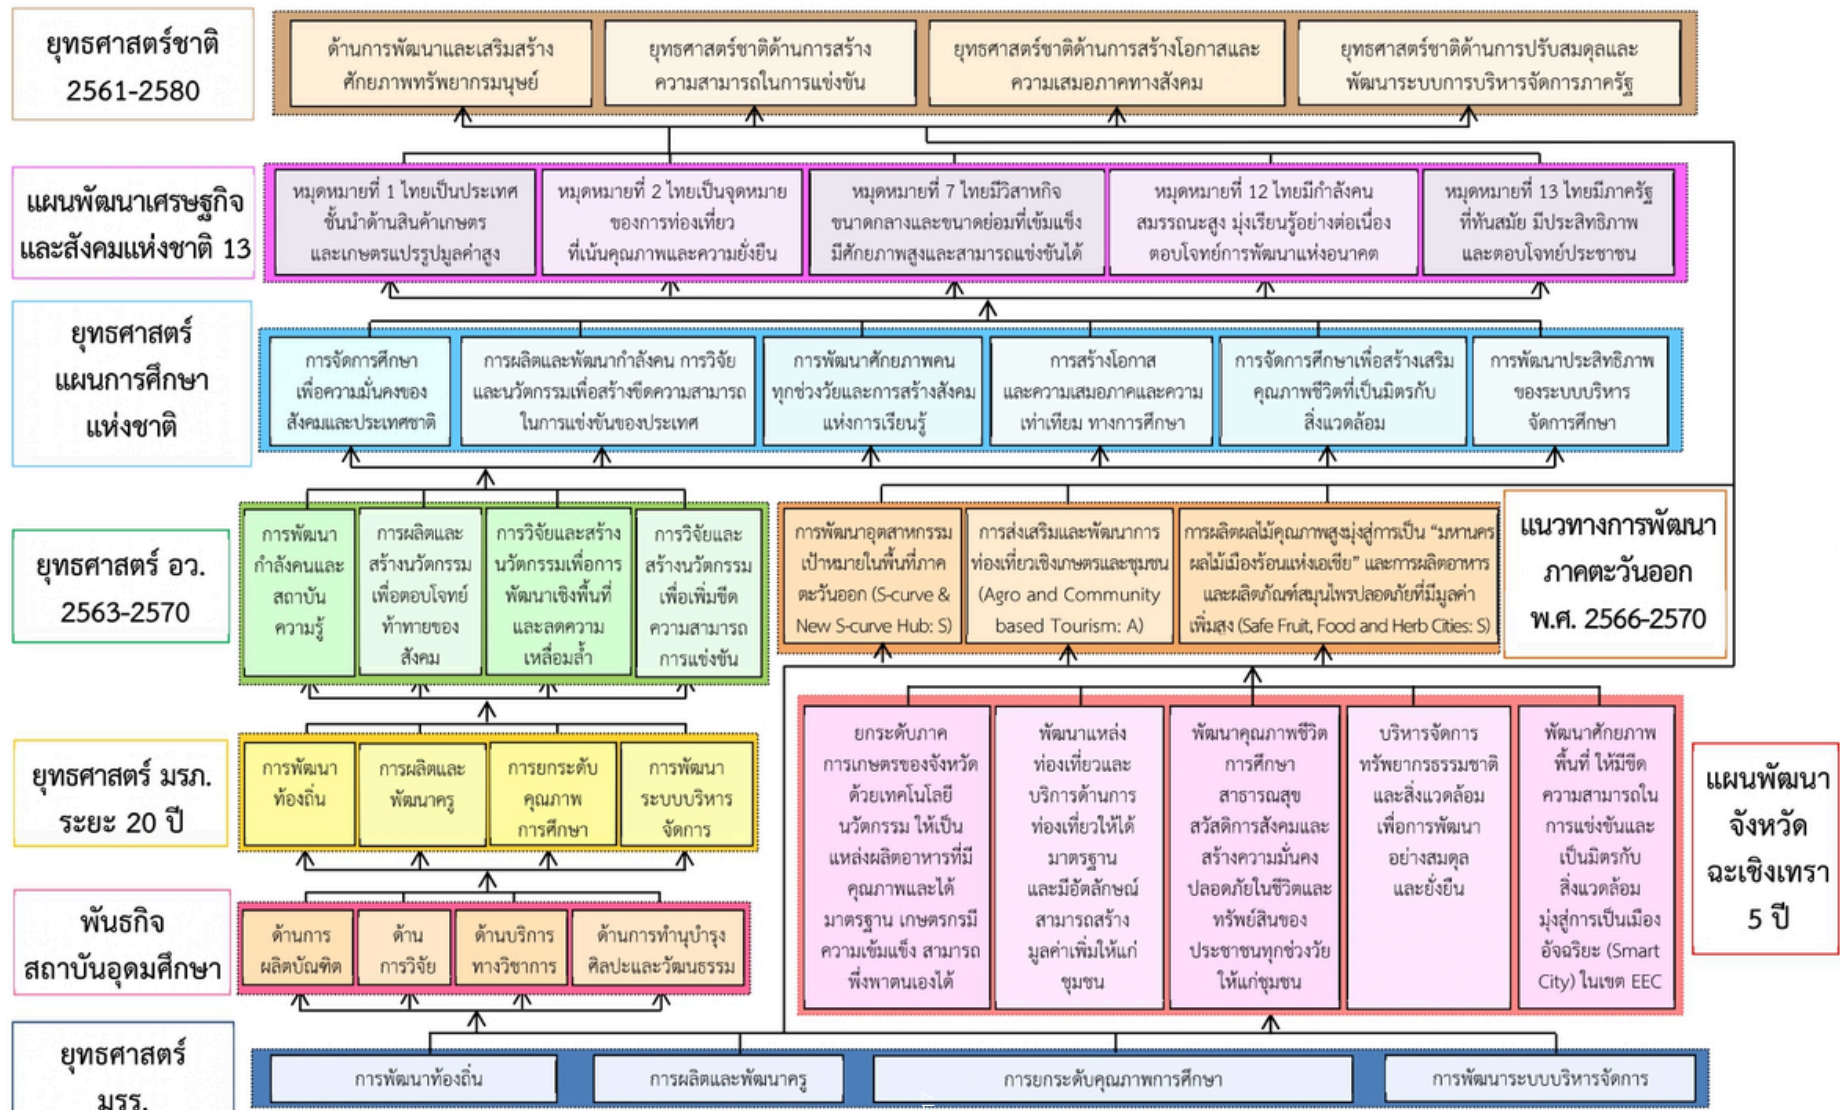 ยุทธศาสตร์ชาติ
2561-2580
ด้านการพัฒนาและเสริมสร้าง
ศักยภาพทรัพยากรมนุษย์
ยุทธศาสตร์ชาติด้านการสร้าง
ความสามารถในการแข่งขัน
ยุทธศาสตร์ชาติด้านการสร้างโอกาสและ
ความเสมอภาคทางสังคม
ยุทธศาสตร์ชาติด้านการปรับสมดุลและ
พัฒนาระบบการบริหารจัดการภาครัฐ
แผนพัฒนาเศรษฐกิจ
และสังคมแห่งชาติ 13
หมุดหมายที่ 1 ไทยเป็นประเทศ
ชั้นนำด้านสินค้าเกษตร
และเกษตรแปรรูปมูลค่าสูง
หมุดหมายที่ 2 ไทยเป็นจุดหมาย
ของการท่องเที่ยว
ที่เน้นคุณภาพและความยั่งยืน
หมุดหมายที่ 7 ไทยมีวิสาหกิจ
ขนาดกลางและขนาดย่อมที่เข้มแข็ง
มีศักยภาพสูงและสามารถแข่งขันได้
หมุดหมายที่ 12 ไทยมีกำลังคน
สมรรถนะสูง มุ่งเรียนรู้อย่างต่อเนื่อง
ตอบโจทย์การพัฒนาแห่งอนาคต
หมุดหมายที่ 13 ไทยมีภาครัฐ
ที่ทันสมัย มีประสิทธิภาพ
และตอบโจทย์ประชาชน
ยุทธศาสตร์
แผนการศึกษา
แห่งชาติ
การจัดการศึกษา
เพื่อความมั่นคงของ
สังคมและประเทศชาติ
การผลิตและพัฒนากำลังคน การวิจัย
และนวัตกรรมเพื่อสร้างขีดความสามารถ
ในการแข่งขันของประเทศ
การพัฒนาศักยภาพคน
ทุกช่วงวัยและการสร้างสังคม
แห่งการเรียนรู้
การสร้างโอกาส
และความเสมอภาคและความ
เท่าเทียม ทางการศึกษา
การจัดการศึกษาเพื่อสร้างเสริม
คุณภาพชีวิตที่เป็นมิตรกับ
สิ่งแวดล้อม
การพัฒนาประสิทธิภาพ
ของระบบบริหาร
จัดการศึกษา
ยุทธศาสตร์ อว.
2563-2570
การพัฒนา
กำลังคนและ
สถาบัน
ความรู้
การผลิตและ
สร้างนวัตกรรม
เพื่อตอบโจทย์
ท้าทายของ
สังคม
การวิจัยและสร้าง
นวัตกรรมเพื่อการ
พัฒนาเชิงพื้นที่
และลดความ
เหลื่อมล้ำ
การวิจัยและ
สร้างนวัตกรรม
เพื่อเพิ่มขีด
ความสามารถ
การแข่งขัน
การพัฒนาอุตสาหกรรม
เป้าหมายในพื้นที่ภาค
ตะวันออก (S-curve &
New S-curve Hub: S)
การส่งเสริมและพัฒนาการ
ท่องเที่ยวเชิงเกษตรและชุมชน
(Agro and Community
based Tourism: A)
การผลิตผลไม้คุณภาพสูงมุ่งสู่การเป็น “มหานคร
ผลไม้เมืองร้อนแห่งเอเชีย” และการผลิตอาหาร
และผลิตภัณฑ์สมุนไพรปลอดภัยที่มีมูลค่า
เพิ่มสูง (Safe Fruit, Food and Herb Cities: S)
แนวทางการพัฒนา
ภาคตะวันออก
พ.ศ. 2566-2570
ยุทธศาสตร์ มรภ.
ระยะ 20 ปี
การพัฒนา
ท้องถิ่น
การผลิตและ
พัฒนาครู
การยกระดับ
คุณภาพ
การศึกษา
การพัฒนา
ระบบบริหาร
จัดการ
ยกระดับภาค
การเกษตรของจังหวัด
ด้วยเทคโนโลยี
นวัตกรรม ให้เป็น
แหล่งผลิตอาหารที่มี
คุณภาพและได้
มาตรฐาน เกษตรกรมี
ความเข้มแข็ง สามารถ
พึ่งพาตนเองได้
พัฒนาแหล่ง
ท่องเที่ยวและ
บริการด้านการ
ท่องเที่ยวให้ได้
มาตรฐาน
และมีอัตลักษณ์
สามารถสร้าง
มูลค่าเพิ่มให้แก่
ชุมชน
พัฒนาคุณภาพชีวิต
การศึกษา
สาธารณสุข
สวัสดิการสังคมและ
สร้างความมั่นคง
ปลอดภัยในชีวิตและ
ทรัพย์สินของ
ประชาชนทุกช่วงวัย
ให้แก่ชุมชน
บริหารจัดการ
ทรัพยากรธรรมชาติ
และสิ่งแวดล้อม
เพื่อการพัฒนา
อย่างสมดุล
และยั่งยืน
พัฒนาศักยภาพ
พื้นที่ ให้มีขีด
ความสามารถใน
การแข่งขันและ
เป็นมิตรกับ
สิ่งแวดล้อม
มุ่งสู่การเป็นเมือง
อัจฉริยะ (Smart
City) ในเขต EEC
แผนพัฒนา
จังหวัด
ฉะเชิงเทรา
5 ปี
พันธกิจ
สถาบันอุดมศึกษา
ด้านการ
ผลิตบัณฑิต
ด้าน
การวิจัย
ด้านบริการ
ทางวิชาการ
ด้านการทำนุบำรุง
ศิลปะและวัฒนธรรม
ยุทธศาสตร์
มรร.
การพัฒนาท้องถิ่น
การผลิตและพัฒนาครู
การยกระดับคุณภาพการศึกษา
การพัฒนาระบบบริหารจัดการ